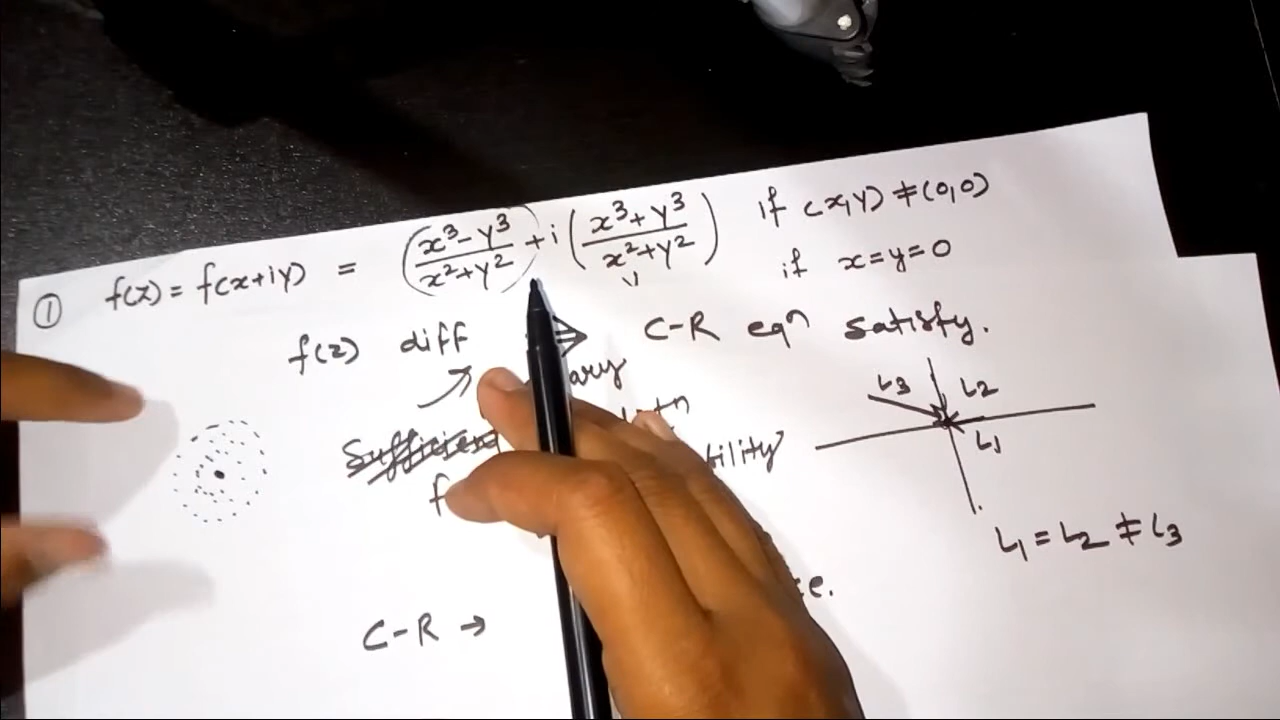 ① f(z) = f(x+iy) = (x³-y³/x²+y²) + i (x³+y³/x²+y²) if (x,y) ≠ (0,0)
if x=y=0
f(z) diff ⇒ C-R eqn satisfy.
L3 L2
L1
f
L1 = L2 ≠ L3
C-R →